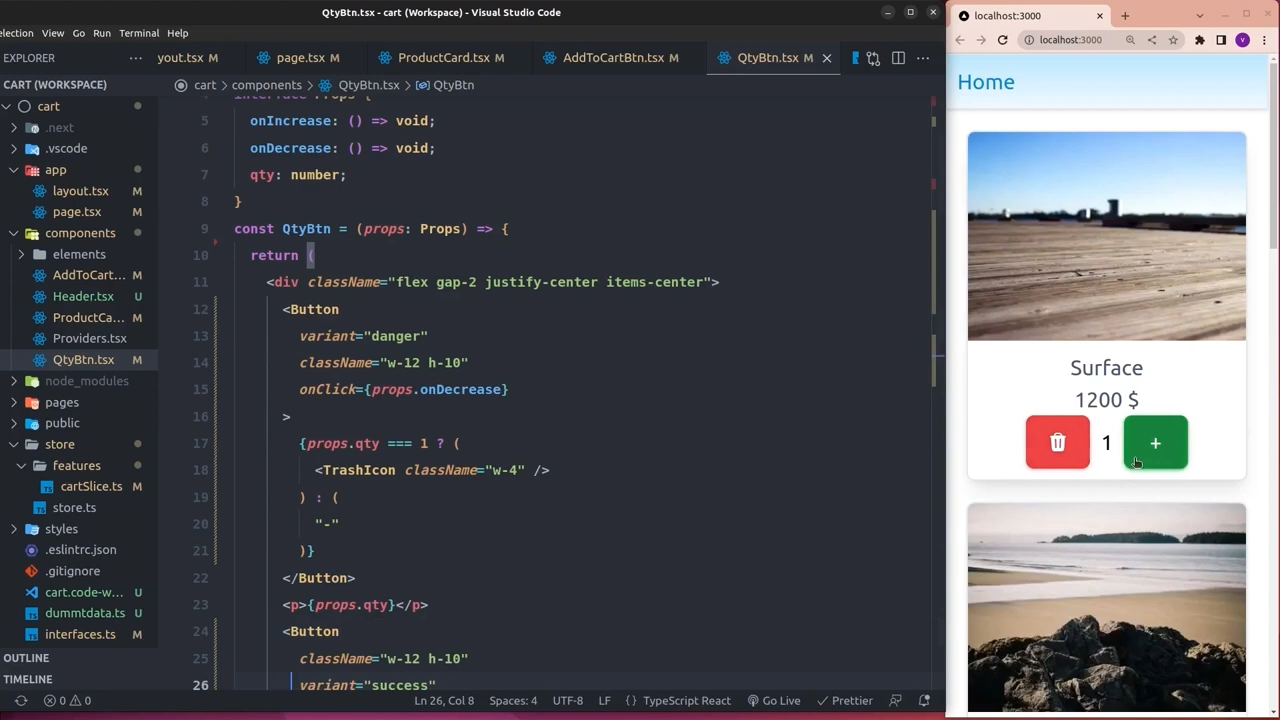 QtyBtn.tsx - cart (Workspace) - Visual Studio Code
election View Go Run Terminal Help
EXPLORER
yout.tsx M
page.tsx M
ProductCard.tsx M
AddToCartBtn.tsx M
QtyBtn.tsx M
CART (WORKSPACE)
cart
.next
.vscode
app
layout.tsx M
page.tsx M
components
elements
AddToCart... M
Header.tsx U
ProductCa... M
Providers.tsx
QtyBtn.tsx M
node_modules
pages
public
store
features
cartSlice.ts M
store.ts
styles
.eslintrc.json
.gitignore
cart.code-w... U
dummtdata.ts U
interfaces.ts M
OUTLINE
TIMELINE
cart > components > QtyBtn.tsx > QtyBtn
4 interface Props {
5 onIncrease: () => void;
6 onDecrease: () => void;
7 qty: number;
8 }
9 const QtyBtn = (props: Props) => {
10 return (
11 <div className="flex gap-2 justify-center items-center">
12 <Button
13 variant="danger"
14 className="w-12 h-10"
15 onClick={props.onDecrease}
16 >
17 {props.qty === 1 ? (
18 <TrashIcon className="w-4" />
19 ) : (
20 "-"
21 )}
22 </Button>
23 <p>{props.qty}</p>
24 <Button
25 className="w-12 h-10"
26 variant="success"
0 0
Ln 26, Col 8 Spaces: 4 UTF-8 LF {} TypeScript React Go Live Prettier
localhost:3000
localhost:3000
V
Home
Surface
1200 $
1 +